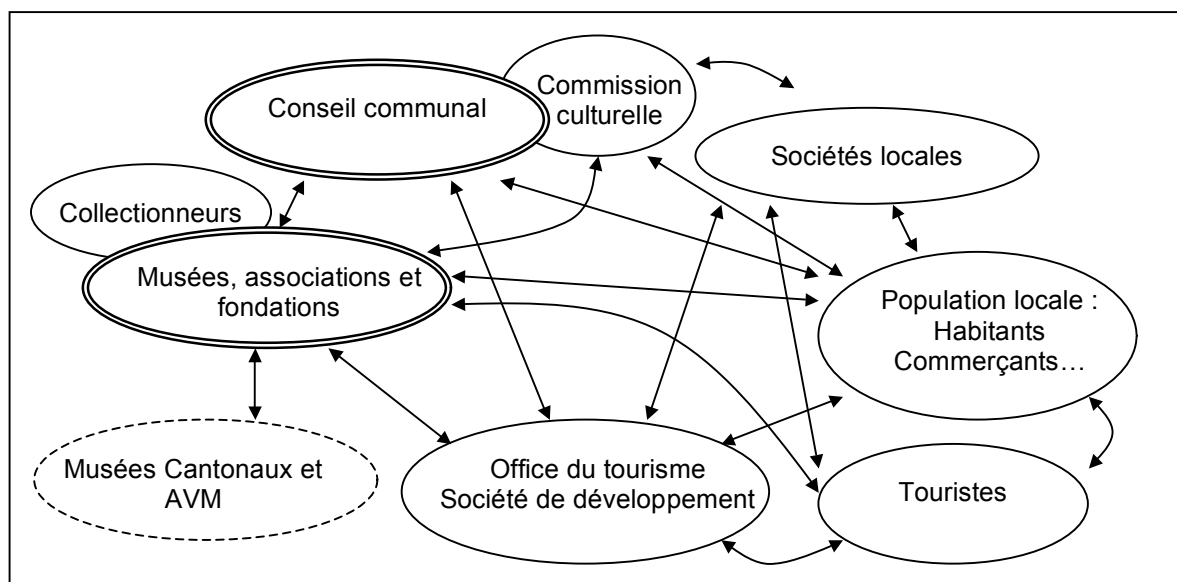 Commission
culturelle
Conseil communal
Sociétés locales
Collectionneurs
Musées, associations et
fondations
Population locale :
Habitants
Commerçants…
Musées Cantonaux et
AVM
Office du tourisme
Société de développement
Touristes